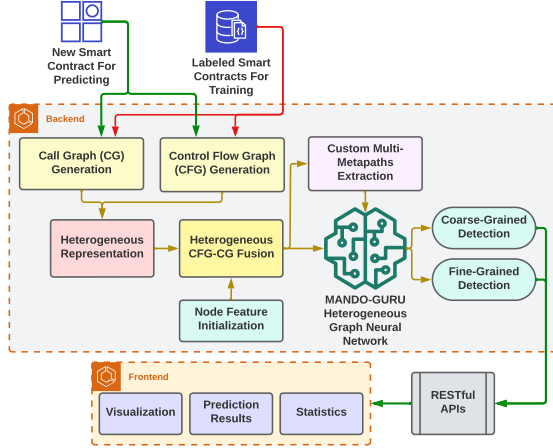 New Smart
Contract For
Predicting
Labeled Smart
Contracts For
Training
Backend
Call Graph (CG)
Generation
Control Flow Graph
(CFG) Generation
Custom Multi-
Metapaths
Extraction
Heterogeneous
Representation
Heterogeneous
CFG-CG Fusion
Coarse-Grained
Detection
Fine-Grained
Detection
Node Feature
Initialization
MANDO-GURU
Heterogeneous
Graph Neural
Network
Frontend
Visualization
Prediction
Results
Statistics
RESTful
APIs